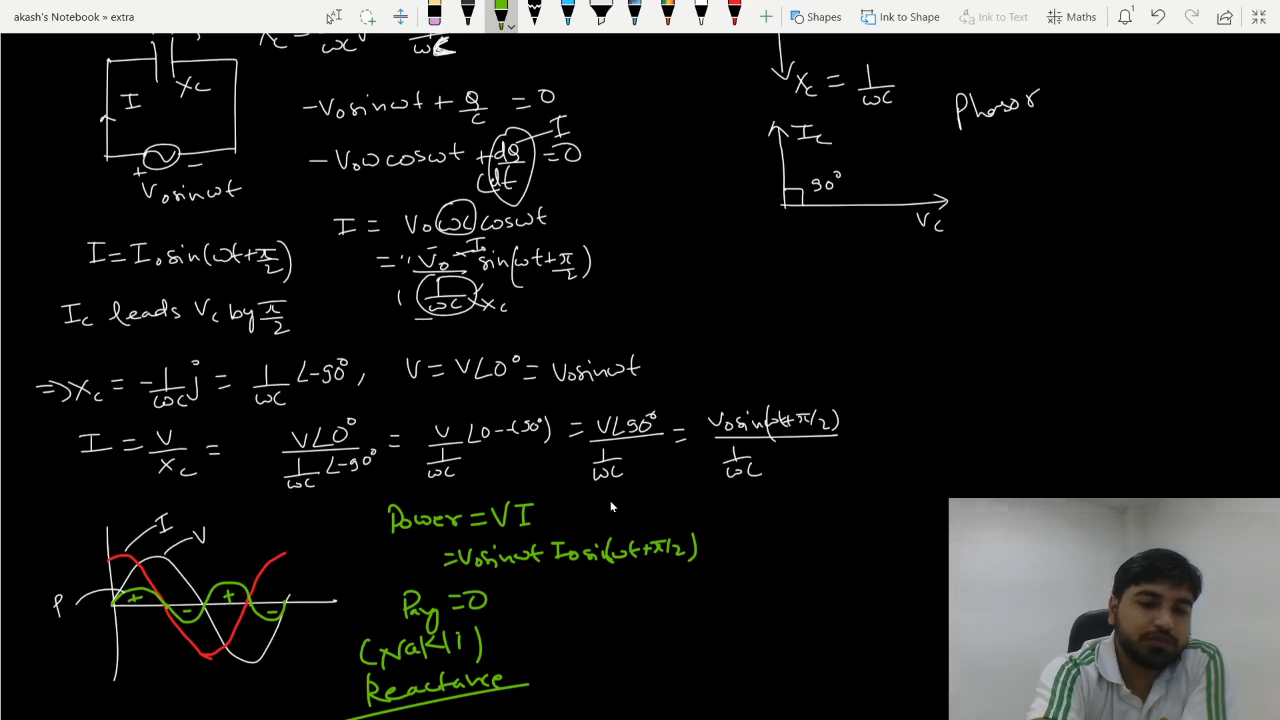 akash's Notebook » extra
Shapes Ink to Shape Ink to Text Maths
I
Xc
V₀sinωt
I = I₀sin(ωt+π/2)
Ic leads Vc by π/2
-V₀sinωt + Q/C = 0
-V₀ωcosωt + dQ/Cdt = 0
I
I = V₀ωC cosωt
= V₀/(1/ωC) sin(ωt+π/2)
I₀
Xc
Xc = 1/ωC
Phasor
Ic
90°
Vc
⇒ Xc = -1/ωC j = 1/ωC ∠-90°, V = V∠0° = V₀sinωt
I = V/Xc = V∠0°/(1/ωC ∠-90°) = V/(1/ωC) ∠0-(-90°) = V∠90°/(1/ωC) = V₀sin(ωt+π/2)/(1/ωC)
I
V
P
+ - + -
Power = VI
= V₀sinωt I₀sin(ωt+π/2)
Pavg = 0
Reactance